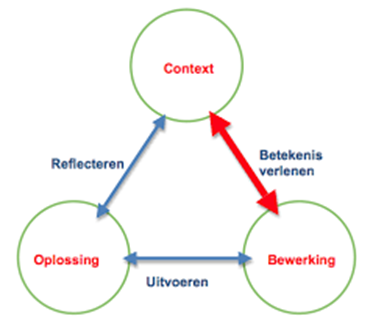 Context
Reflecteren
Betekenis
verlenen
Oplossing
Bewerking
Uitvoeren